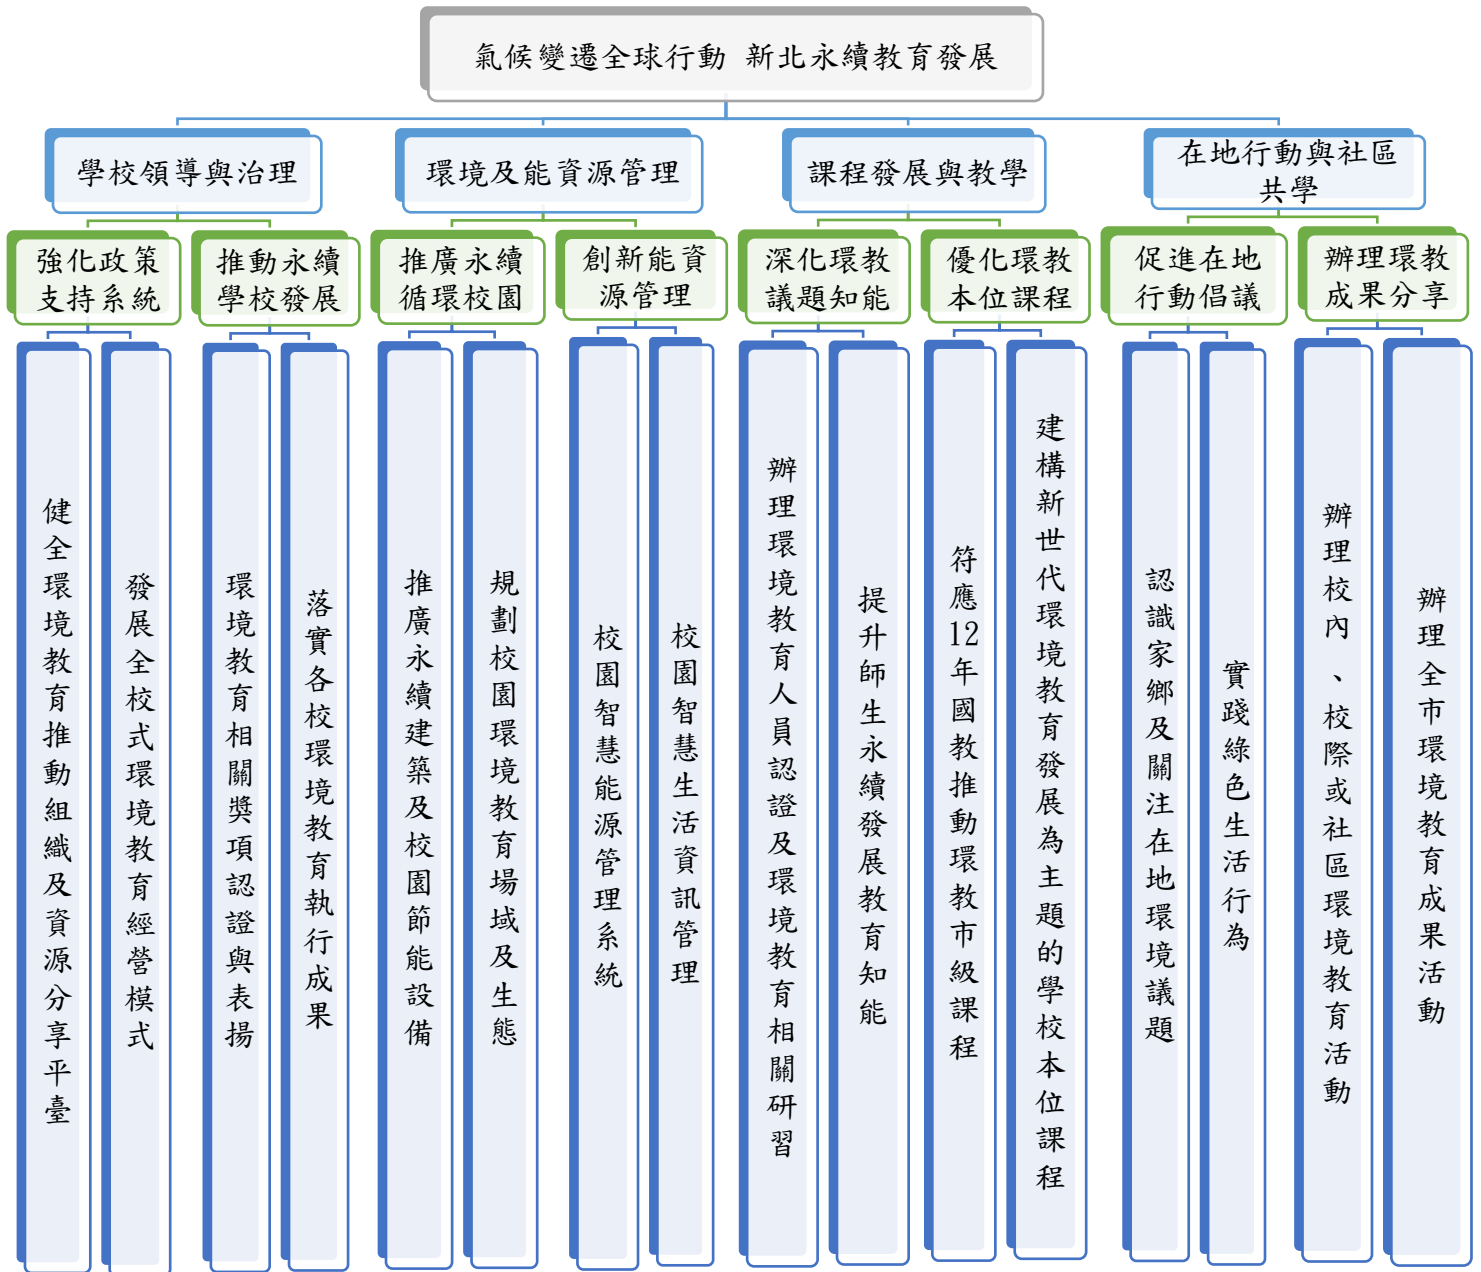 氣候變遷全球行動 新北永續教育發展
學校領導與治理
環境及能資源管理
課程發展與教學
在地行動與社區
共學
強化政策
支持系統
推動永續
學校發展
推廣永續
循環校園
創新能資
源管理
深化環教
議題知能
優化環教
本位課程
促進在地
行動倡議
辦理環教
成果分享
健全環境教育推動組織及資源分享平臺
發展全校式環境教育經營模式
環境教育相關獎項認證與表揚
落實各校環境教育執行成果
推廣永續建築及校園節能設備
規劃校園環境教育場域及生態
校園智慧能源管理系統
校園智慧生活資訊管理
辦理環境教育人員認證及環境教育相關研習
提升師生永續發展教育知能
符應12年國教推動環教市級課程
建構新世代環境教育發展為主題的學校本位課程
認識家鄉及關注在地環境議題
實踐綠色生活行為
辦理校內、校際或社區環境教育活動
辦理全市環境教育成果活動